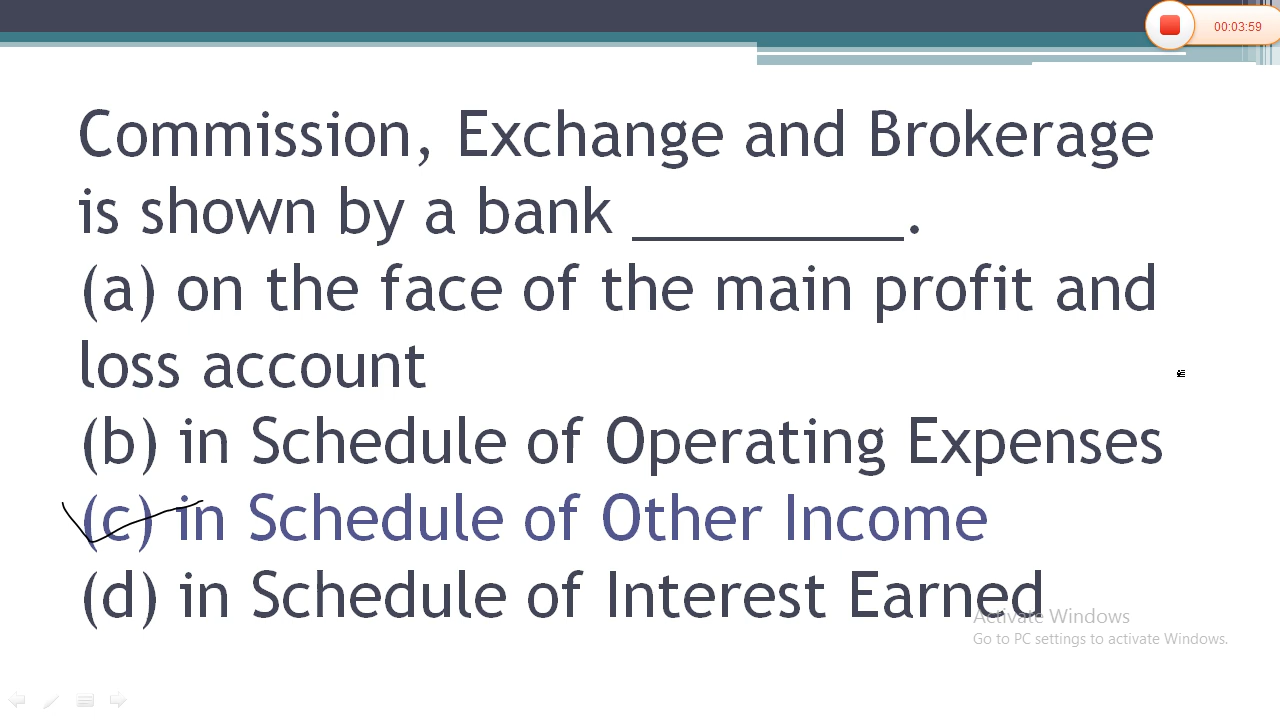 00:03:59
Commission, Exchange and Brokerage
is shown by a bank ________.
(a) on the face of the main profit and
loss account
(b) in Schedule of Operating Expenses
(c) in Schedule of Other Income
(d) in Schedule of Interest Earned
Activate Windows
Go to PC settings to activate Windows.